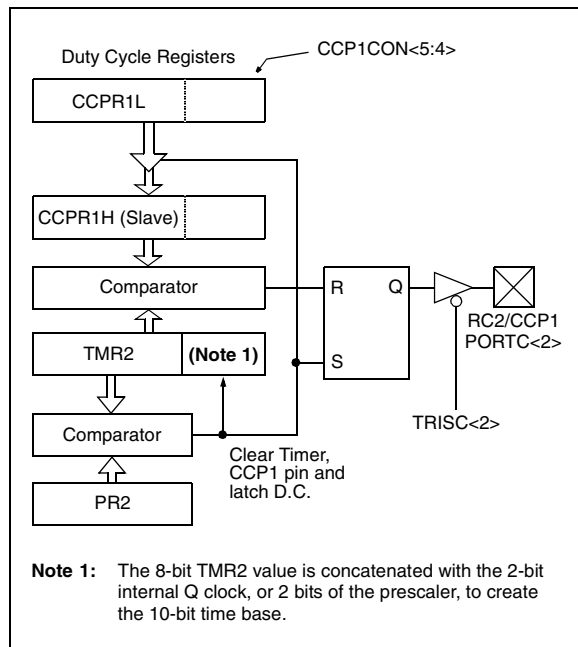 Duty Cycle Registers
CCP1CON<5:4>
CCPR1L
CCPR1H (Slave)
Comparator
R
Q
RC2/CCP1
PORTC<2>
TMR2
(Note 1)
S
TRISC<2>
Comparator
Clear Timer,
CCP1 pin and
latch D.C.
PR2
Note 1: The 8-bit TMR2 value is concatenated with the 2-bit
internal Q clock, or 2 bits of the prescaler, to create
the 10-bit time base.